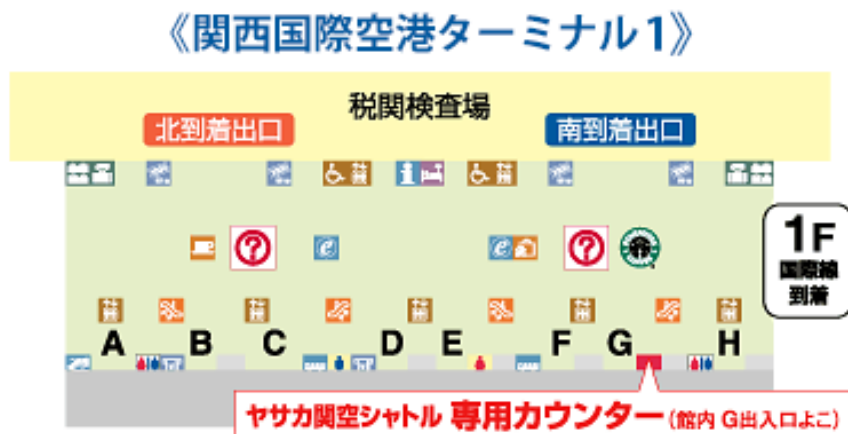 《関西国際空港ターミナル1》
税関検査場
北到着出口 南到着出口
1F
国際線
到着
A B C D E F G H
ヤサカ関空シャトル 専用カウンター(館内 G出入口よこ)